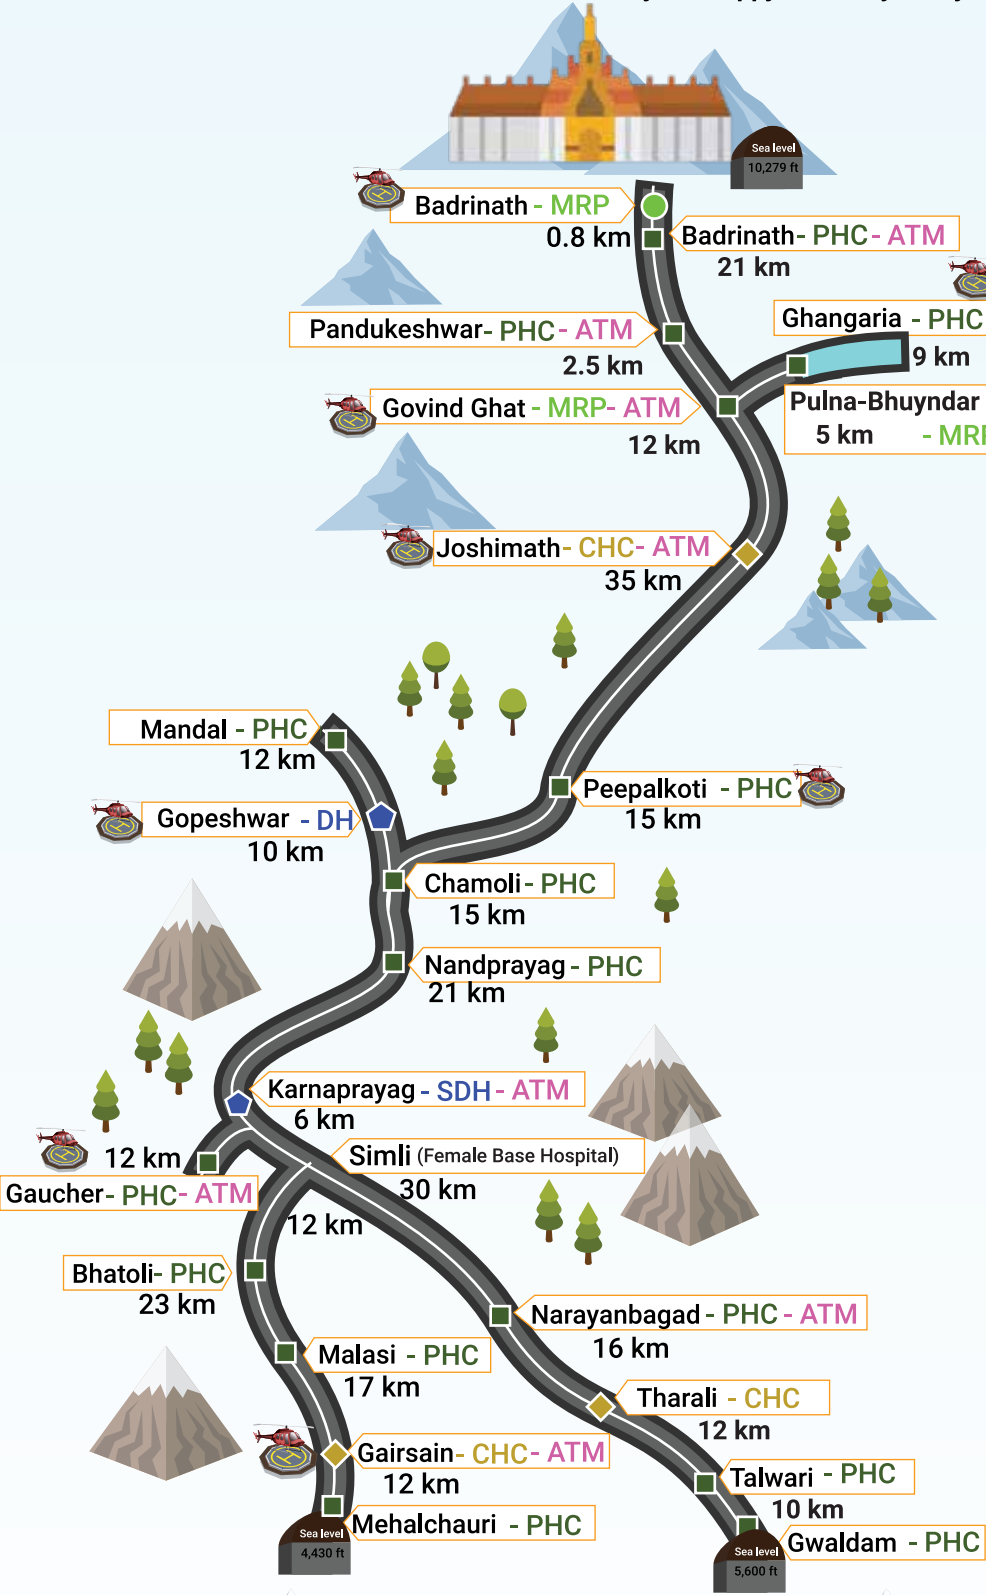 Sea level
10,279 ft
Badrinath - MRP
0.8 km
Badrinath- PHC - ATM
21 km
Ghangaria - PHC
Pandukeshwar- PHC - ATM
2.5 km
9 km
Govind Ghat - MRP- ATM
Pulna-Bhuyndar
5 km - MRP
12 km
Joshimath- CHC- ATM
35 km
Mandal - PHC
12 km
Peepalkoti - PHC
15 km
Gopeshwar - DH
10 km
Chamoli - PHC
15 km
Nandprayag - PHC
21 km
Karnaprayag - SDH - ATM
6 km
12 km
Simli (Female Base Hospital)
30 km
Gaucher- PHC- ATM
12 km
Bhatoli- PHC
23 km
Narayanbagad - PHC - ATM
16 km
Malasi - PHC
17 km
Tharali - CHC
12 km
Gairsain- CHC- ATM
12 km
Talwari - PHC
10 km
Mehalchauri - PHC
Sea level
4,430 ft
Gwaldam - PHC
Sea level
5,600 ft